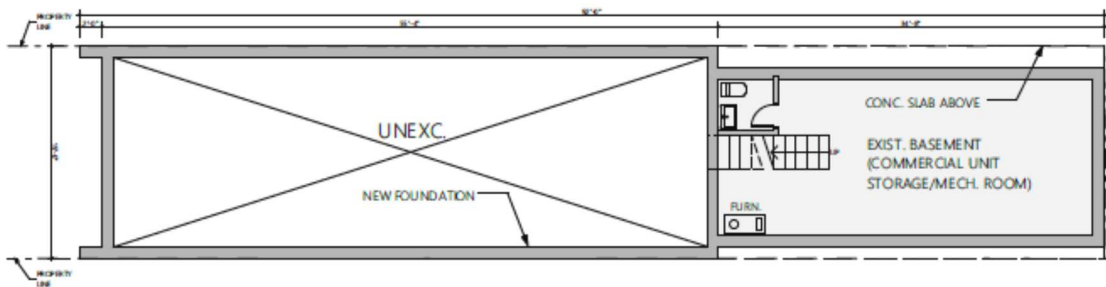 PROPERTY
LINE
UNEXC.
NEW FOUNDATION
CONC. SLAB ABOVE
EXIST. BASEMENT
(COMMERCIAL UNIT
STORAGE/MECH. ROOM)
UP
FURN.
PROPERTY
LINE